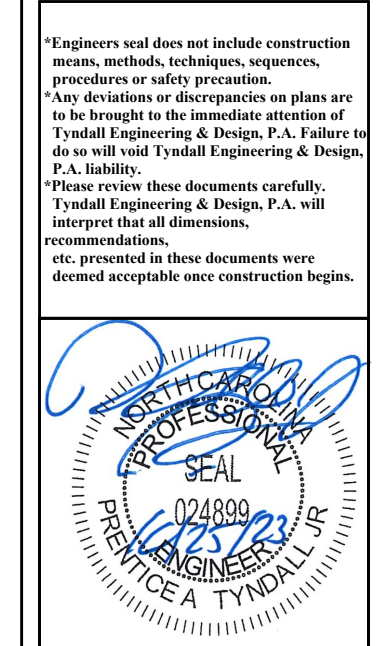 *Engineers seal does not include construction
means, methods, techniques, sequences,
procedures or safety precaution.
*Any deviations or discrepancies on plans are
to be brought to the immediate attention of
Tyndall Engineering & Design, P.A. Failure to
do so will void Tyndall Engineering & Design,
P.A. liability.
*Please review these documents carefully.
Tyndall Engineering & Design, P.A. will
interpret that all dimensions,
recommendations,
etc. presented in these documents were
deemed acceptable once construction begins.
NORTH CAROLINA
PROFESSIONAL
SEAL
024899
ENGINEER
PRENTICE A TYNDALL JR